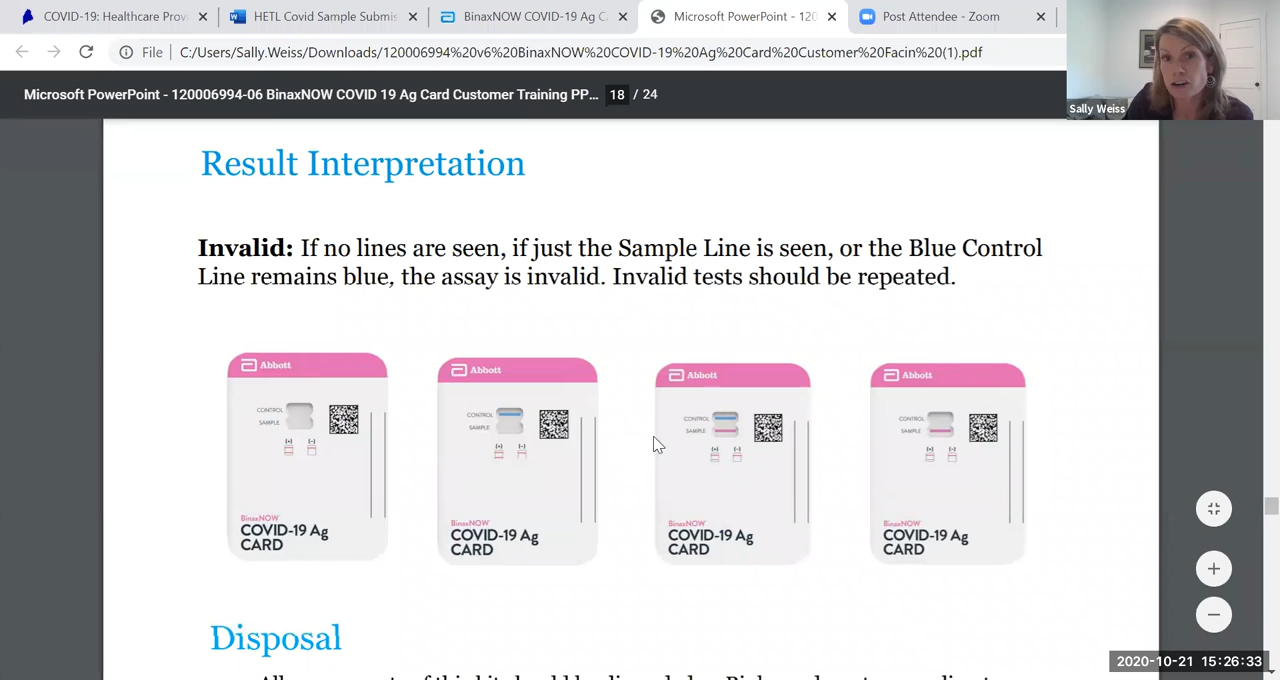 COVID-19: Healthcare Prov
HETL Covid Sample Submis
BinaxNOW COVID-19 Ag C
Microsoft PowerPoint - 120
Post Attendee - Zoom
File
C:/Users/Sally.Weiss/Downloads/120006994%20v6%20BinaxNOW%20COVID-19%20Ag%20Card%20Customer%20Facin%20(1).pdf
Microsoft PowerPoint - 120006994-06 BinaxNOW COVID 19 Ag Card Customer Training PP... 18 / 24
Sally Weiss
Result Interpretation
Invalid: If no lines are seen, if just the Sample Line is seen, or the Blue Control
Line remains blue, the assay is invalid. Invalid tests should be repeated.
Abbott
CONTROL
SAMPLE
[+] [-]
BinaxNOW
COVID-19 Ag
CARD
Abbott
CONTROL
SAMPLE
[+] [-]
BinaxNOW
COVID-19 Ag
CARD
Abbott
CONTROL
SAMPLE
[+] [-]
BinaxNOW
COVID-19 Ag
CARD
Abbott
CONTROL
SAMPLE
[+] [-]
BinaxNOW
COVID-19 Ag
CARD
Disposal
2020-10-21 15:26:33